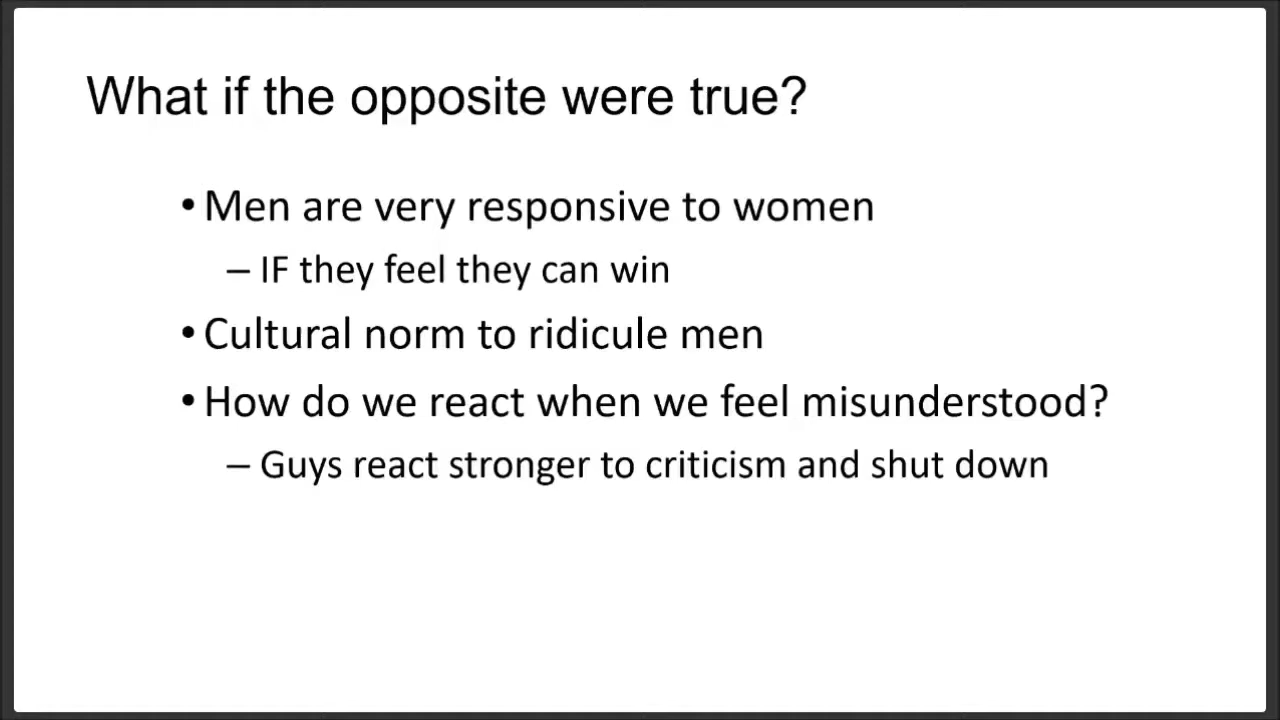 What if the opposite were true?
• Men are very responsive to women
– IF they feel they can win
• Cultural norm to ridicule men
• How do we react when we feel misunderstood?
– Guys react stronger to criticism and shut down